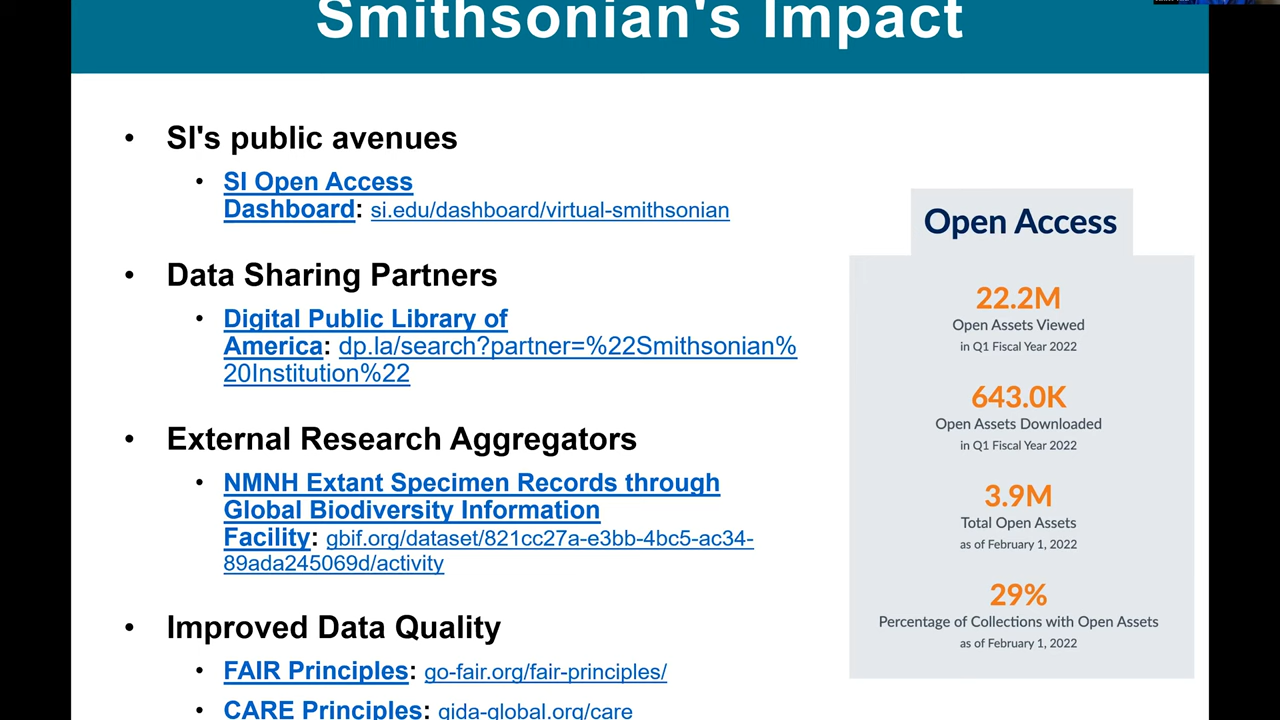 Smithsonian's Impact
• SI's public avenues
• SI Open Access
Dashboard: si.edu/dashboard/virtual-smithsonian
• Data Sharing Partners
• Digital Public Library of
America: dp.la/search?partner=%22Smithsonian%
20Institution%22
• External Research Aggregators
• NMNH Extant Specimen Records through
Global Biodiversity Information
Facility: gbif.org/dataset/821cc27a-e3bb-4bc5-ac34-
89ada245069d/activity
• Improved Data Quality
• FAIR Principles: go-fair.org/fair-principles/
• CARE Principles: gida-global.org/care
Open Access
22.2M
Open Assets Viewed
in Q1 Fiscal Year 2022
643.0K
Open Assets Downloaded
in Q1 Fiscal Year 2022
3.9M
Total Open Assets
as of February 1, 2022
29%
Percentage of Collections with Open Assets
as of February 1, 2022